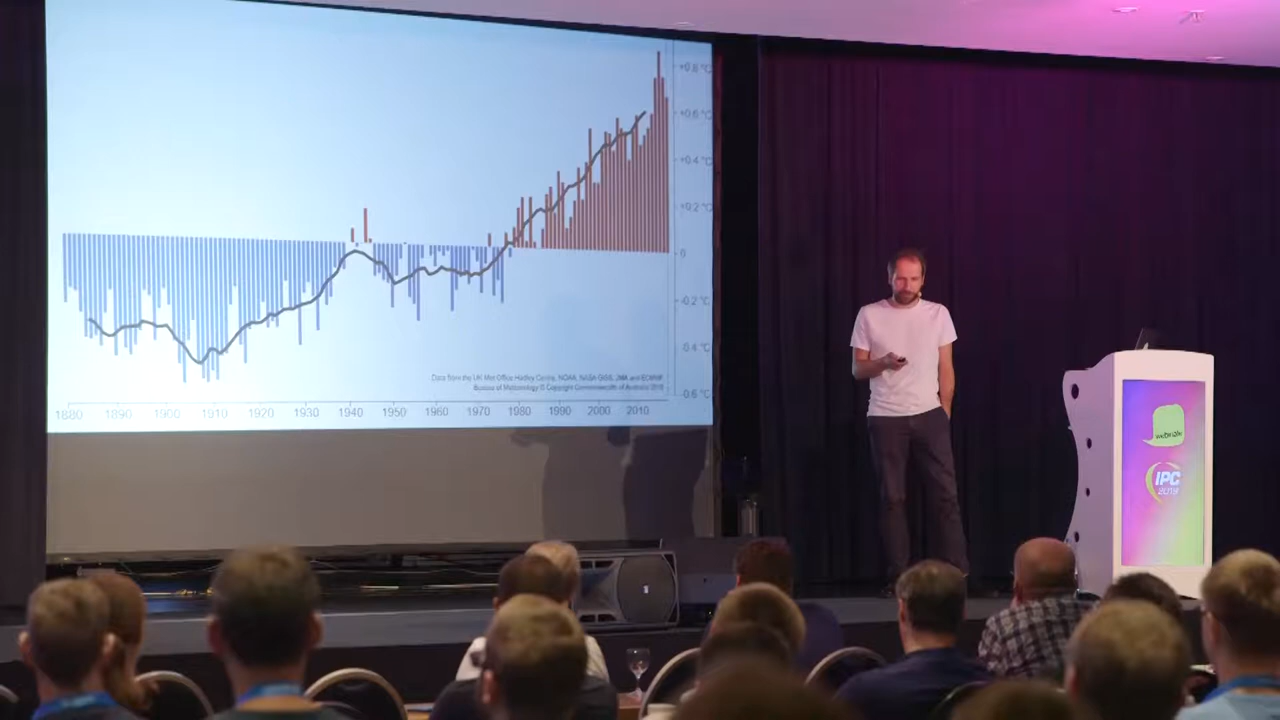 +0.8 °C
+0.6 °C
+0.4 °C
+0.2 °C
0
-0.2 °C
-0.4 °C
-0.6 °C
Data from the UK Met Office Hadley Centre, NOAA, NASA GISS, JMA and ECMWF
Bureau of Meteorology © Copyright Commonwealth of Australia
1880 1890 1900 1910 1920 1930 1940 1950 1960 1970 1980 1990 2000 2010
IPC
2019